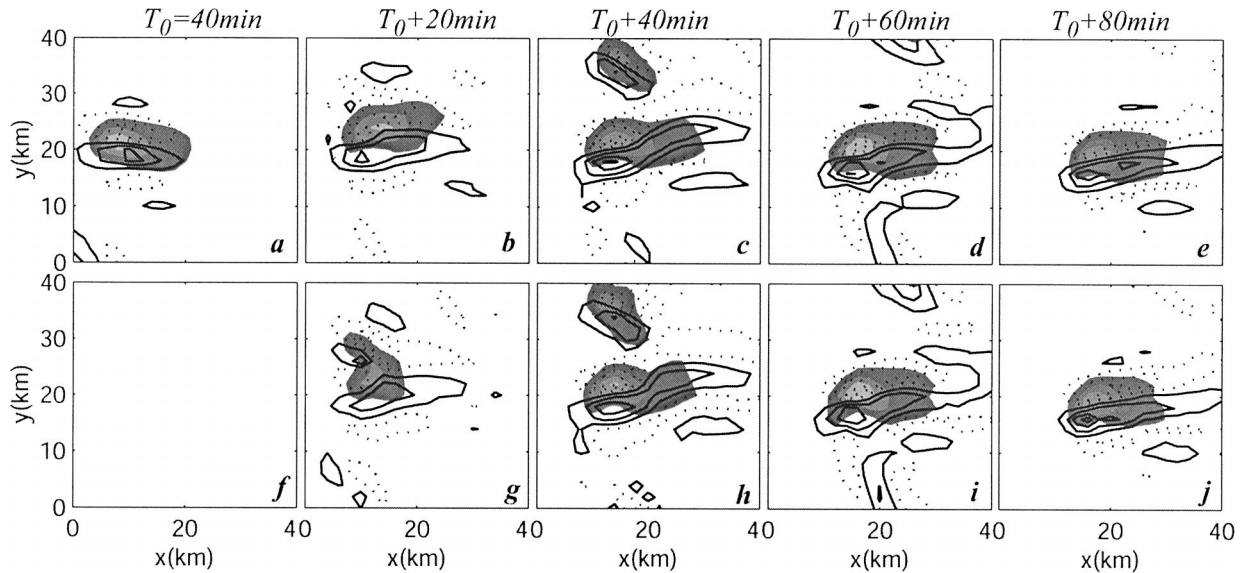 T0=40min T0+20min T0+40min T0+60min T0+80min
40
30
20
10
0
y(km)
a b c d e
40
30
20
10
0
y(km)
f g h i j
0 20 40 20 40 20 40 20 40 20 40
x(km) x(km) x(km) x(km) x(km)